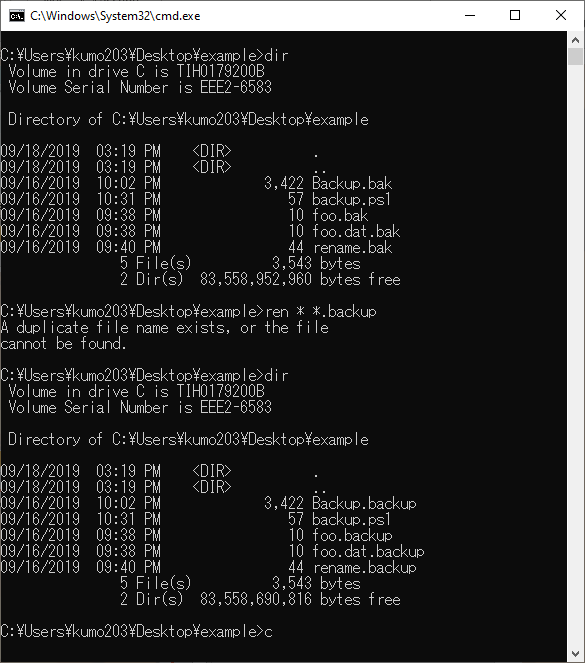 C:\Windows\System32\cmd.exe
C:¥Users¥kumo203¥Desktop¥example>dir
Volume in drive C is TIH0179200B
Volume Serial Number is EEE2-6583
Directory of C:¥Users¥kumo203¥Desktop¥example
09/18/2019  03:19 PM    <DIR>          .
09/18/2019  03:19 PM    <DIR>          ..
09/16/2019  10:02 PM             3,422 Backup.bak
09/16/2019  10:31 PM                57 backup.ps1
09/16/2019  09:38 PM                10 foo.bak
09/16/2019  09:38 PM                10 foo.dat.bak
09/16/2019  09:40 PM                44 rename.bak
5 File(s)          3,543 bytes
2 Dir(s)  83,558,952,960 bytes free
C:¥Users¥kumo203¥Desktop¥example>ren * *.backup
A duplicate file name exists, or the file
cannot be found.
C:¥Users¥kumo203¥Desktop¥example>dir
Volume in drive C is TIH0179200B
Volume Serial Number is EEE2-6583
Directory of C:¥Users¥kumo203¥Desktop¥example
09/18/2019  03:19 PM    <DIR>          .
09/18/2019  03:19 PM    <DIR>          ..
09/16/2019  10:02 PM             3,422 Backup.backup
09/16/2019  10:31 PM                57 backup.ps1
09/16/2019  09:38 PM                10 foo.backup
09/16/2019  09:38 PM                10 foo.dat.backup
09/16/2019  09:40 PM                44 rename.backup
5 File(s)          3,543 bytes
2 Dir(s)  83,558,690,816 bytes free
C:¥Users¥kumo203¥Desktop¥example>c